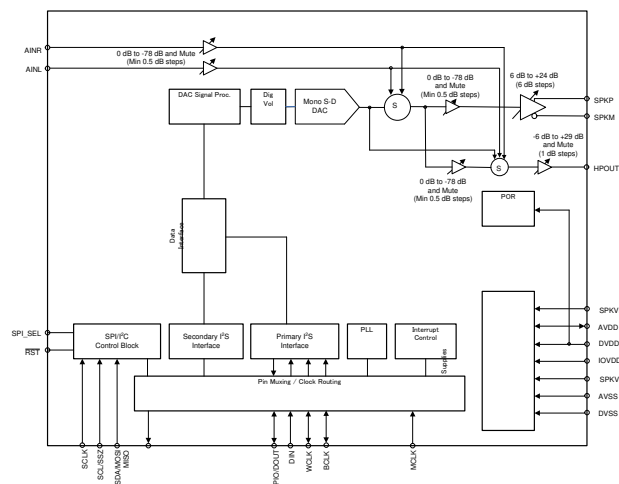 AINR
AINL
0 dB to -78 dB and Mute
(Min 0.5 dB steps)
DAC Signal Proc.
Dig
Vol
Mono S-D
DAC
S
0 dB to -78 dB
and Mute
(Min 0.5 dB steps)
6 dB to +24 dB
(6 dB steps)
SPKP
SPKM
-6 dB to +29 dB
and Mute
(1 dB steps)
S
HPOUT
0 dB to -78 dB
and Mute
(Min 0.5 dB steps)
POR
Data
Interface
SPI_SEL
RST
SPI/I²C
Control Block
Secondary I²S
Interface
Primary I²S
Interface
PLL
Interrupt
Control
Supplies
SPKV
AVDD
DVDD
IOVDD
SPKV
AVSS
DVSS
Pin Muxing / Clock Routing
SCLK
SCL/SSZ
SDA/MOSI
MISO
PIO/DOUT
DIN
WCLK
BCLK
MCLK